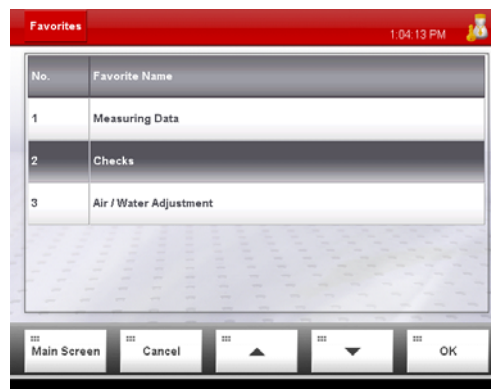 Favorites
1:04:13 PM
No. Favorite Name
1 Measuring Data
2 Checks
3 Air / Water Adjustment
Main Screen Cancel OK